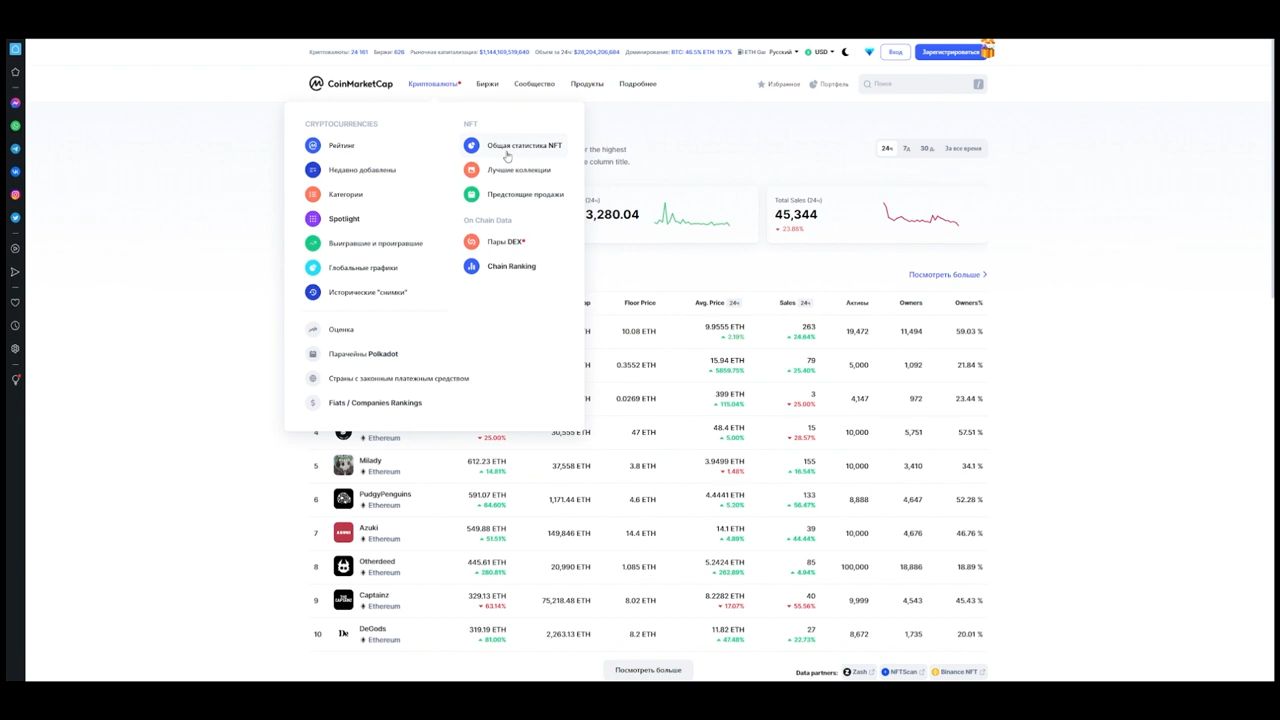 Криптовалюты: 24 161 Биржи: 626 Рыночная капитализация: $1,144,109,519,640 Объем за 24ч: $28,204,206,684 Доминирование: BTC: 46.5% ETH: 19.7% ETH Gas Русский USD Вход Зарегистрироваться
CoinMarketCap Криптовалюты Биржи Сообщество Продукты Подробнее Избранное Портфель Поиск /
CRYPTOCURRENCIES NFT
Рейтинг Общая статистика NFT
for the highest 24ч 7д 30 д. За все время
column title.
Недавно добавлены Лучшие коллекции
Категории Предстоящие продажи
(24ч) Total Sales (24ч)
3,280.04 45,344
Spotlight On Chain Data
23.88%
Выигравшие и проигравшие Пары DEX
Глобальные графики Chain Ranking
Посмотреть больше
Исторические "снимки"
Floor Price Avg. Price 24ч Sales 24ч Активы Owners Owners%
Оценка
ETH 10.08 ETH 9.9555 ETH 263 19,472 11,494 59.03 %
2.19% 24.64%
Парачейны Polkadot
ETH 0.3552 ETH 15.94 ETH 79 5,000 1,092 21.84 %
5859.75% 25.40%
Страны с законным платежным средством
ETH 0.0269 ETH 399 ETH 3 4,147 972 23.44 %
115.04% 25.00%
Fiats / Companies Rankings
4 Ethereum 25.00% 30,555 ETH 47 ETH 48.4 ETH 15 10,000 5,751 57.51 %
5.00% 28.57%
5 Milady 612.23 ETH 37,558 ETH 3.8 ETH 3.9499 ETH 155 10,000 3,410 34.1 %
Ethereum 14.81% 1.48% 16.54%
6 PudgyPenguins 591.07 ETH 1,171.44 ETH 4.6 ETH 4.4441 ETH 133 8,888 4,647 52.28 %
Ethereum 64.60% 5.20% 56.47%
7 Azuki 549.88 ETH 149,846 ETH 14.4 ETH 14.1 ETH 39 10,000 4,676 46.76 %
Ethereum 51.51% 4.89% 44.44%
8 Otherdeed 445.61 ETH 20,990 ETH 1.085 ETH 5.2424 ETH 85 100,000 18,886 18.89 %
Ethereum 280.81% 262.89% 4.94%
9 Captainz 329.13 ETH 75,218.48 ETH 8.02 ETH 8.2282 ETH 40 9,999 4,543 45.43 %
Ethereum 63.14% 17.07% 55.56%
10 DeGods 319.19 ETH 2,263.13 ETH 8.2 ETH 11.82 ETH 27 8,672 1,735 20.01 %
Ethereum 81.00% 47.48% 22.73%
Посмотреть больше Data partners: Zash NFTScan Binance NFT